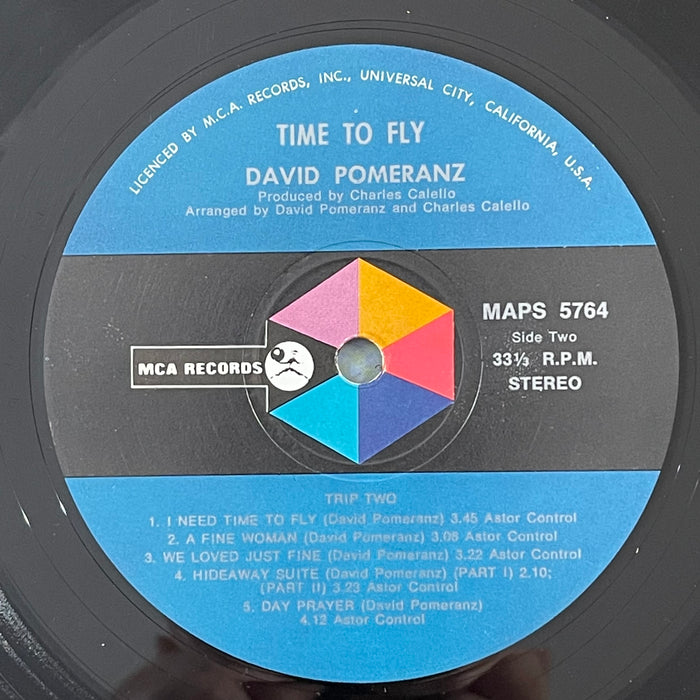 LICENCED BY M.C.A. RECORDS, INC., UNIVERSAL CITY, CALIFORNIA, U.S.A.
TIME TO FLY
DAVID POMERANZ
Produced by Charles Calello
Arranged by David Pomeranz and Charles Calello
MAPS 5764
Side Two
33⅓ R.P.M.
STEREO
MCA RECORDS
TRIP TWO
1. I NEED TIME TO FLY (David Pomeranz) 3.45 Astor Control
2. A FINE WOMAN (David Pomeranz) 3.06 Astor Control
3. WE LOVED JUST FINE (David Pomeranz) 3.22 Astor Control
4. HIDEAWAY SUITE (David Pomeranz) (PART I) 2.10;
(PART II) 3.23 Astor Control
5. DAY PRAYER (David Pomeranz)
4.12 Astor Control